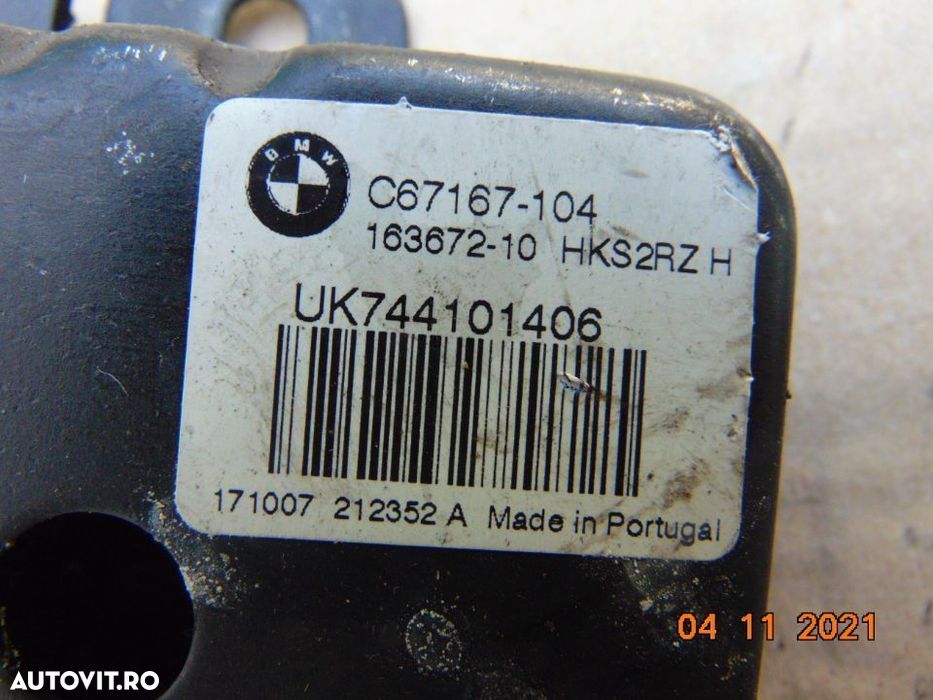 BMW
C67167-104
163672-10 HKS2RZ H
UK744101406
171007 212352 A Made in Portugal
04 11 2021
AUTOVIT.RO